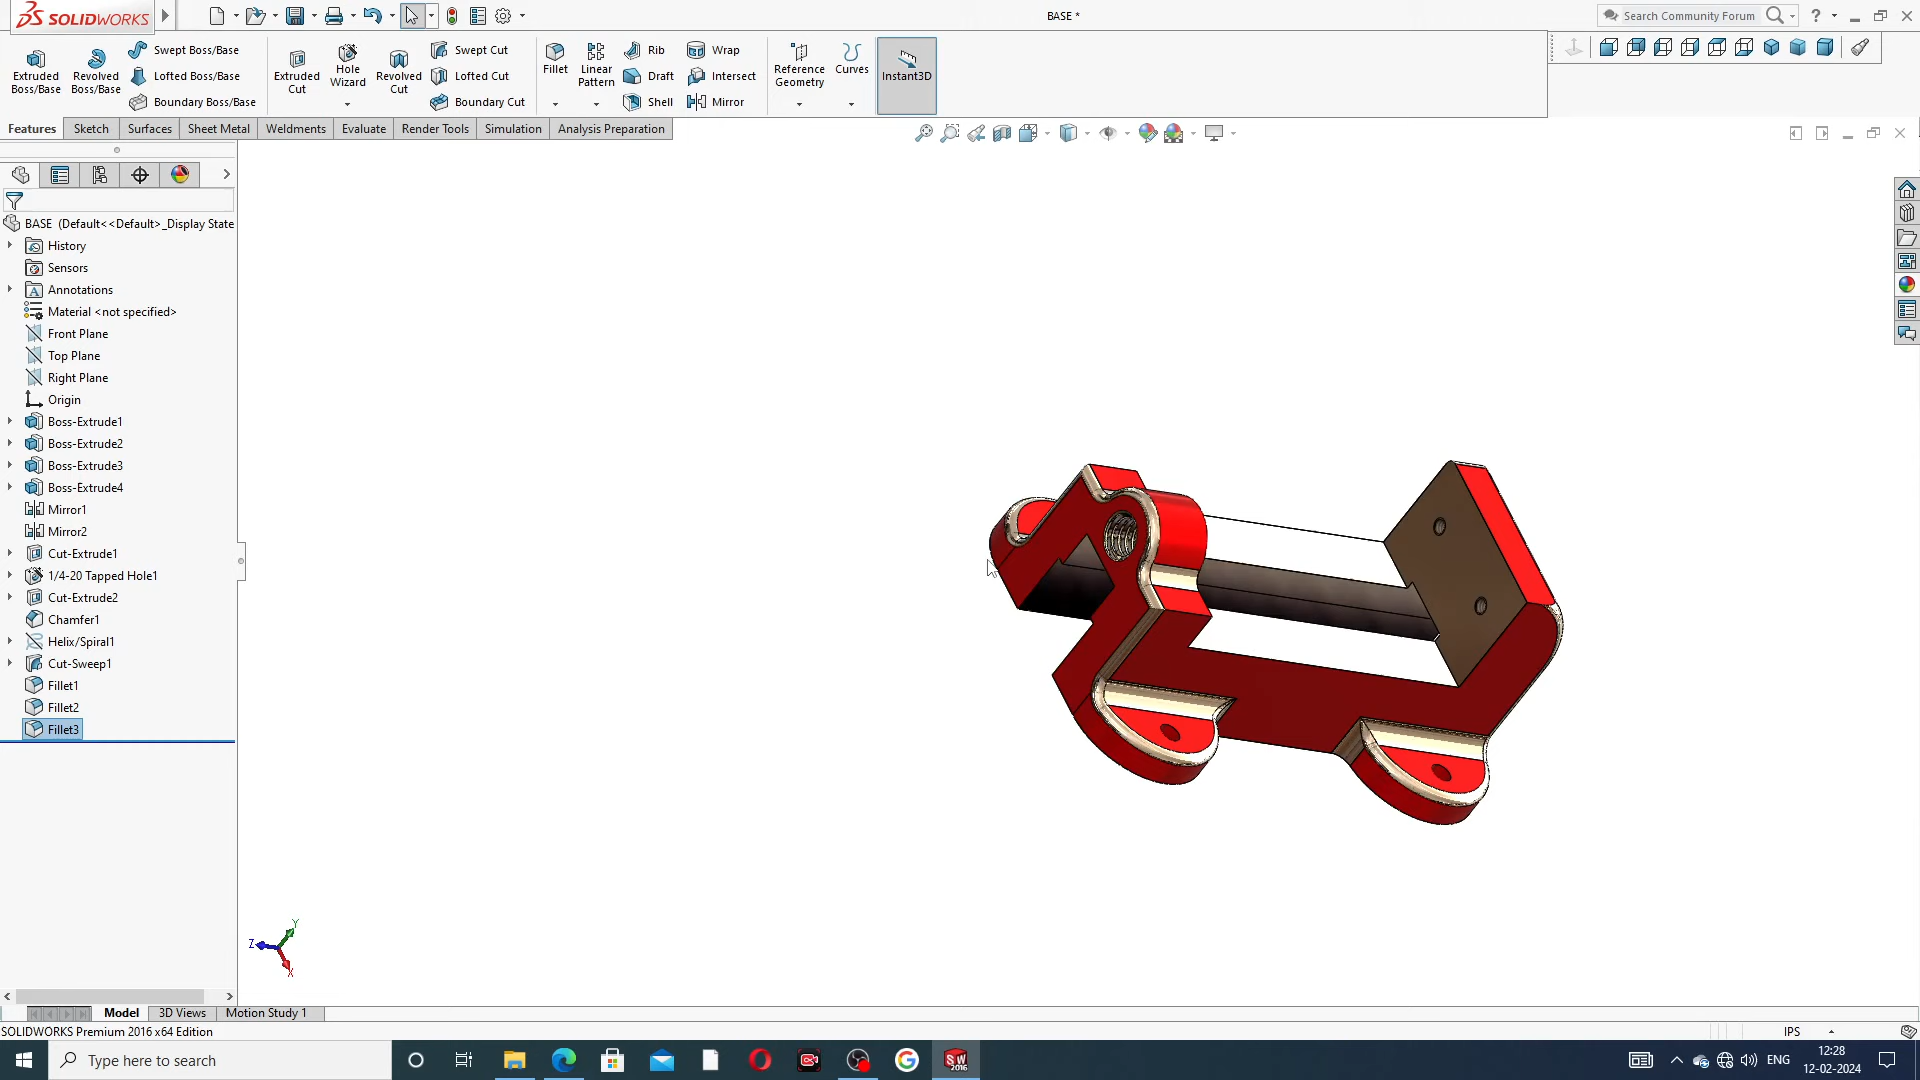 SOLIDWORKS
BASE *
Search Community Forum
?
Extruded Boss/Base
Revolved Boss/Base
Swept Boss/Base
Lofted Boss/Base
Boundary Boss/Base
Extruded Cut
Hole Wizard
Revolved Cut
Swept Cut
Lofted Cut
Boundary Cut
Fillet
Linear Pattern
Rib
Draft
Shell
Wrap
Intersect
Mirror
Reference Geometry
Curves
Instant3D
Features
Sketch
Surfaces
Sheet Metal
Weldments
Evaluate
Render Tools
Simulation
Analysis Preparation
BASE (Default<<Default>_Display State
History
Sensors
Annotations
Material <not specified>
Front Plane
Top Plane
Right Plane
Origin
Boss-Extrude1
Boss-Extrude2
Boss-Extrude3
Boss-Extrude4
Mirror1
Mirror2
Cut-Extrude1
1/4-20 Tapped Hole1
Cut-Extrude2
Chamfer1
Helix/Spiral1
Cut-Sweep1
Fillet1
Fillet2
Fillet3
Y
Z
X
Model
3D Views
Motion Study 1
SOLIDWORKS Premium 2016 x64 Edition
IPS
Type here to search
SW
2016
ENG
12:28
12-02-2024